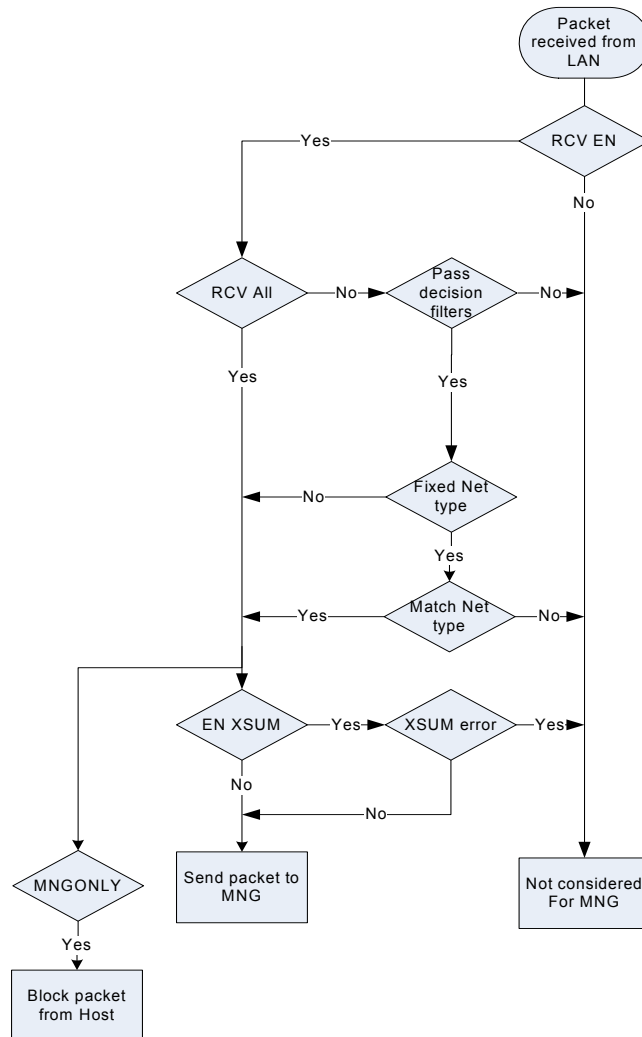 Packet
received from
LAN
RCV EN
Yes
No
RCV All
No
Pass
decision
filters
No
Yes
Yes
Fixed Net
type
No
Yes
Match Net
type
Yes
No
EN XSUM
Yes
XSUM error
Yes
No
No
MNGONLY
Send packet to
MNG
Not considered
For MNG
Yes
Block packet
from Host